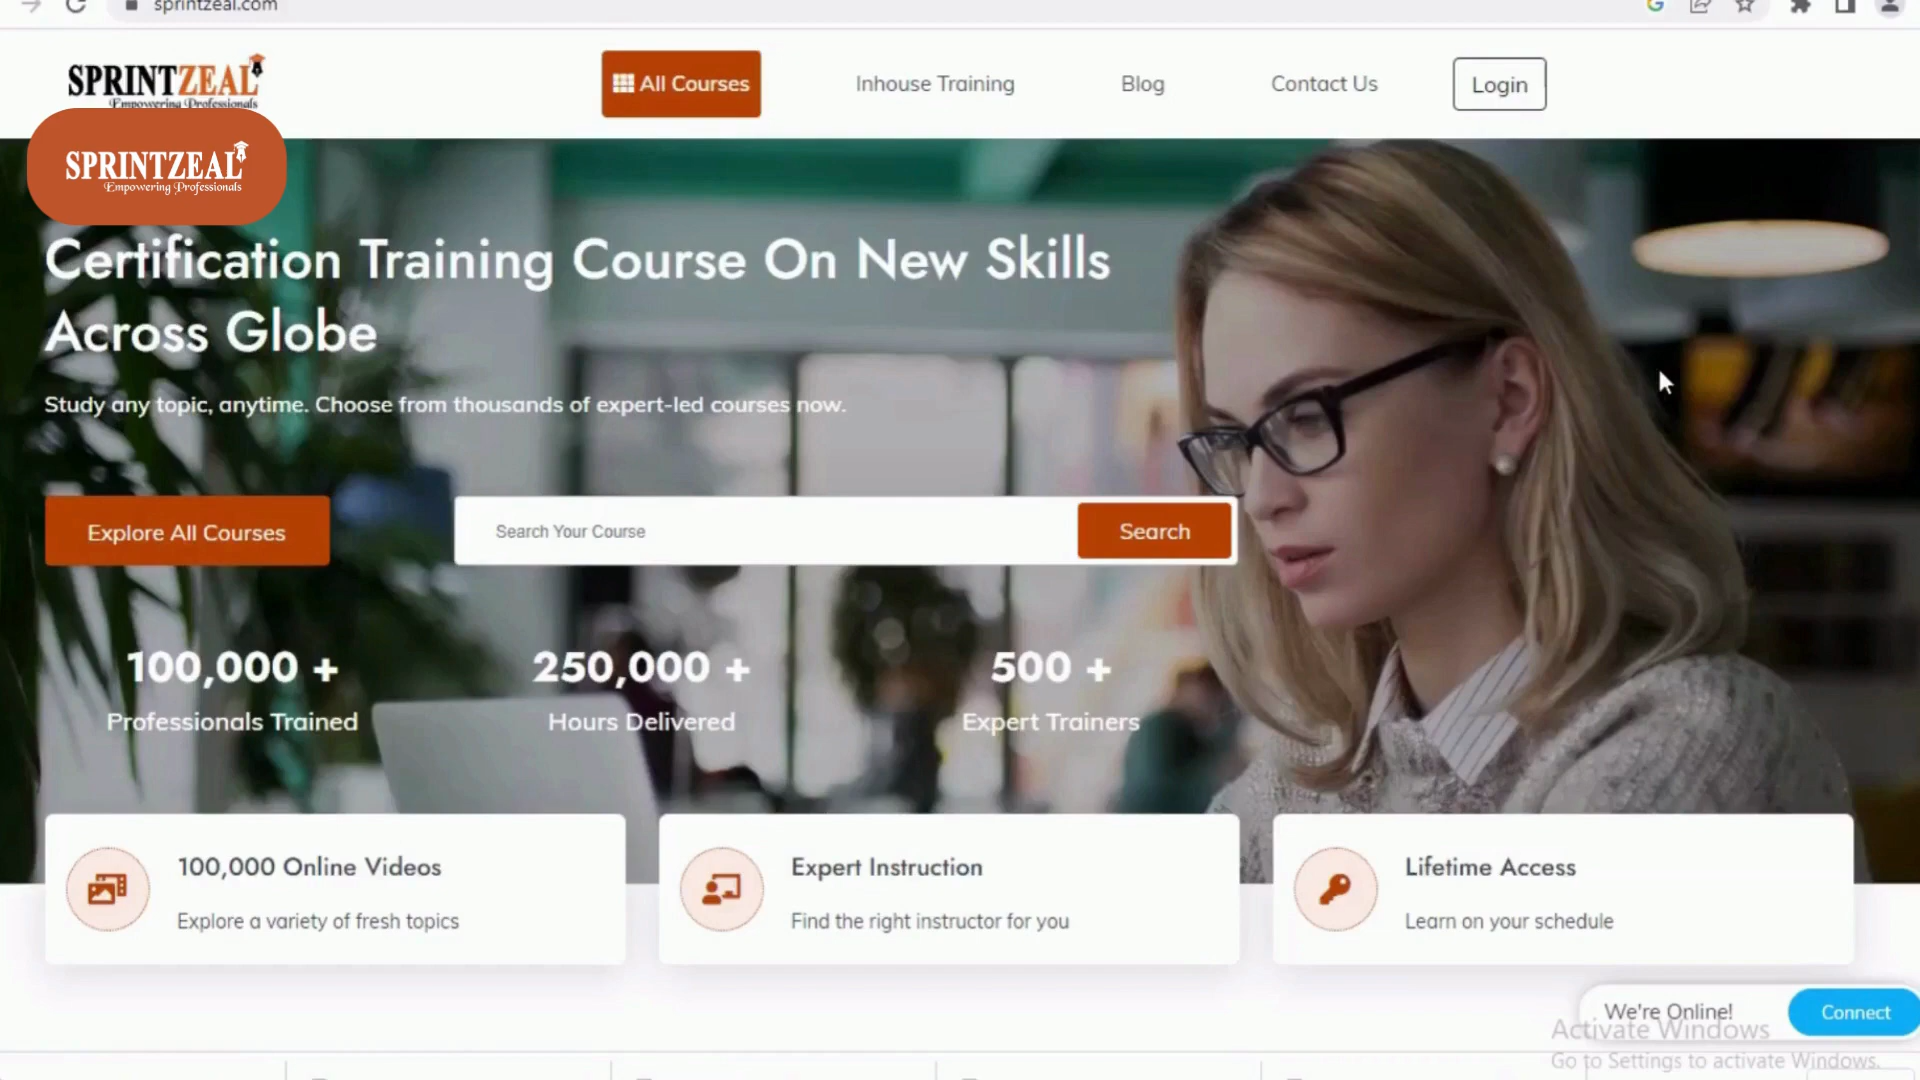 sprintzeal.com
SPRINTZEAL
Empowering Professionals
All Courses
Inhouse Training
Blog
Contact Us
Login
SPRINTZEAL
Empowering Professionals
Certification Training Course On New Skills
Across Globe
Study any topic, anytime. Choose from thousands of expert-led courses now.
Explore All Courses
Search Your Course
Search
100,000 +
Professionals Trained
250,000 +
Hours Delivered
500 +
Expert Trainers
100,000 Online Videos
Explore a variety of fresh topics
Expert Instruction
Find the right instructor for you
Lifetime Access
Learn on your schedule
We're Online!
Connect
Activate Windows
Go to Settings to activate Windows.